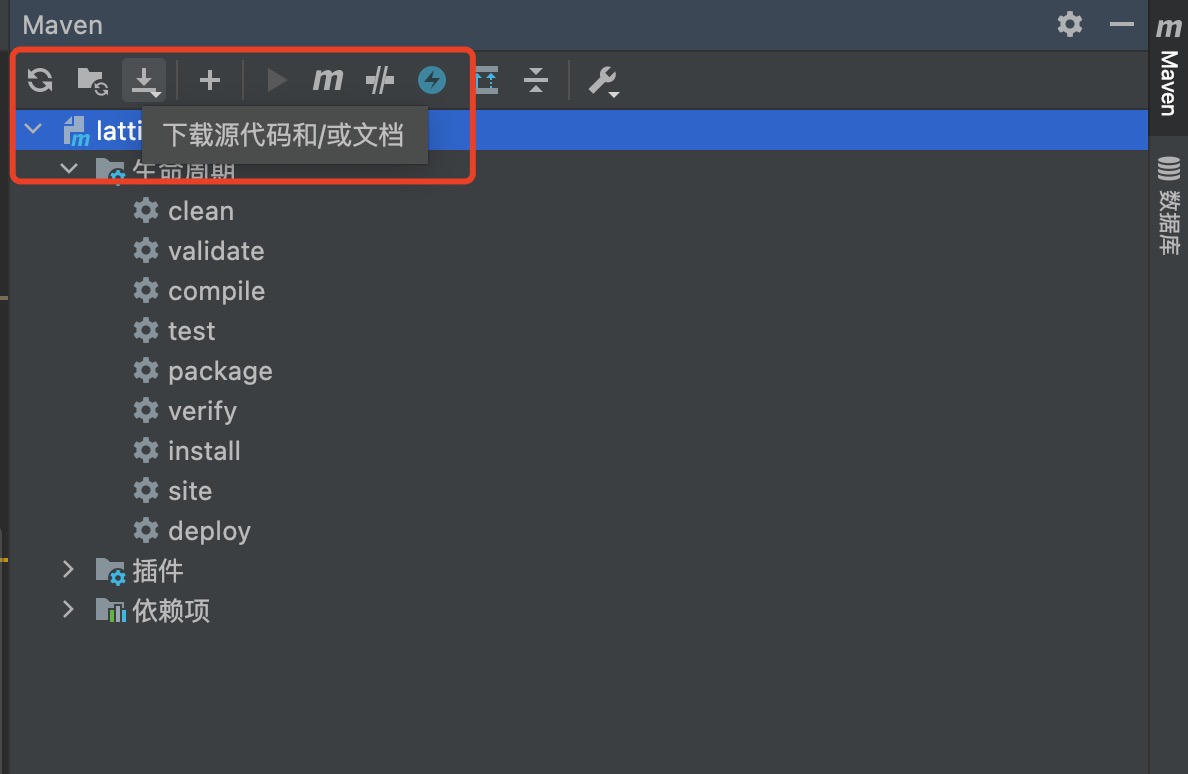 Maven
m
Maven
latti
下载源代码和/或文档
生命周期
clean
validate
compile
test
package
verify
install
site
deploy
插件
依赖项
数据库